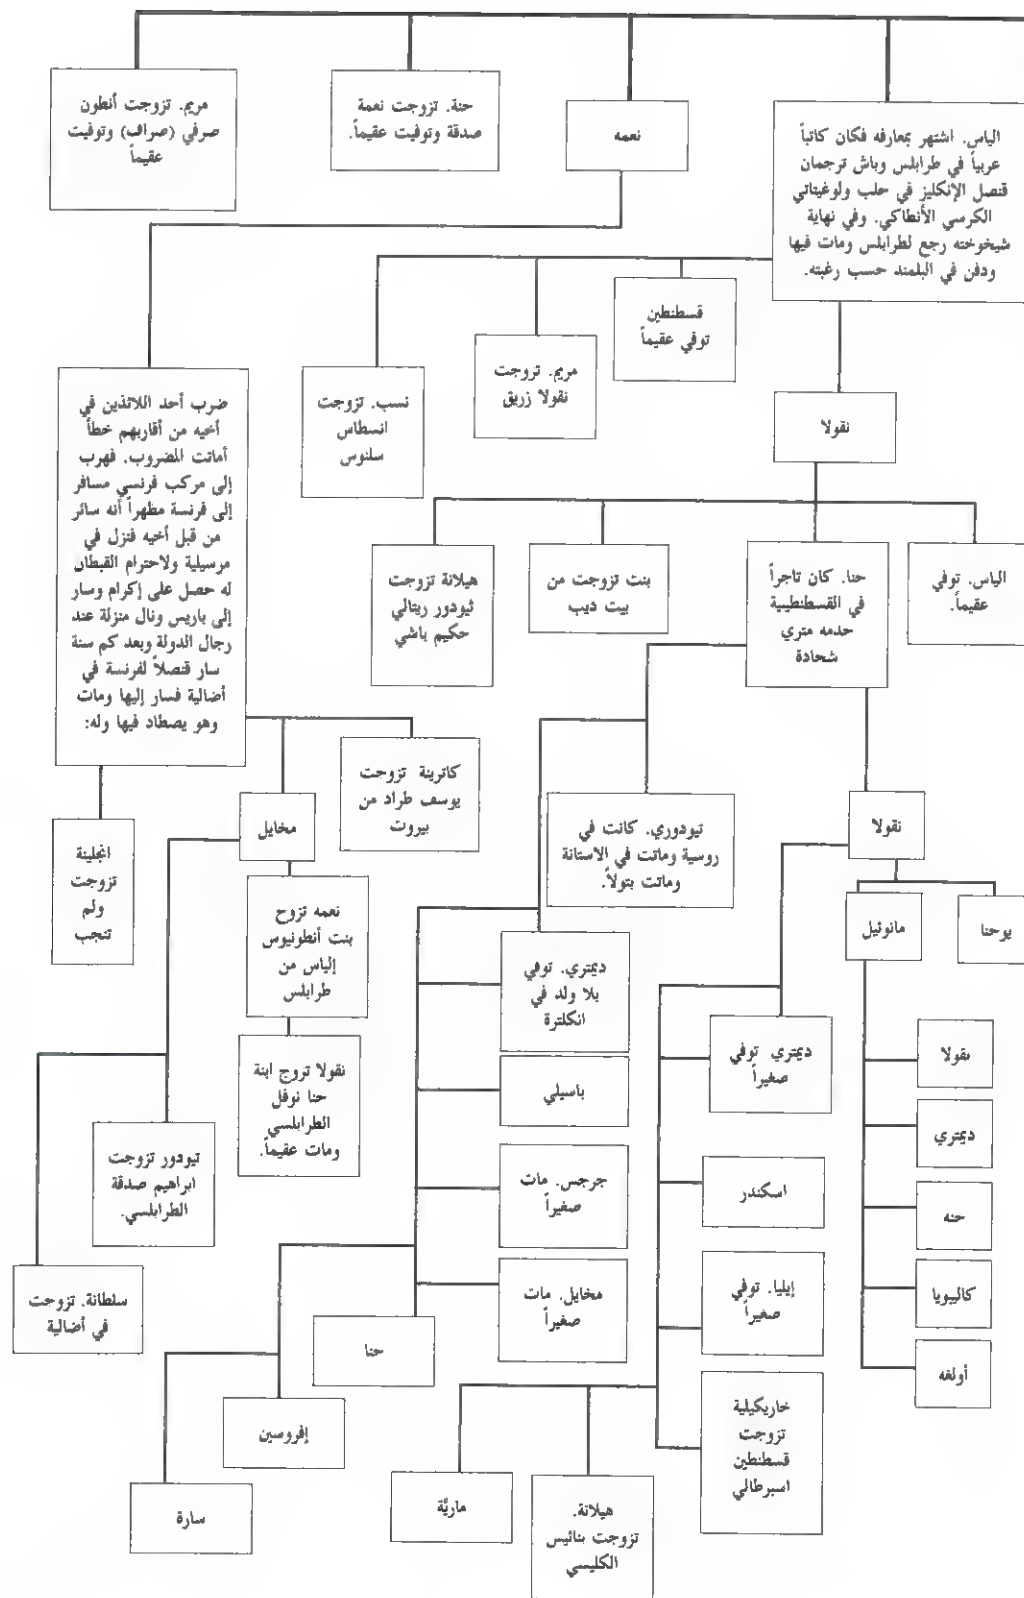 الياس. اشتهر بمعارفه فكان كاتباً
عربياً في طرابلس وباش ترجمان
قنصل الإنكليز في حلب ولوغيتاتي
الكرسي الأنطاكي. وفي نهاية
شيخوخته رجع لطرابلس ومات فيها
ودفن في البلمند حسب رغبته.
نعمه
حنة. تزوجت نعمة
صدقة وتوفيت عقيماً.
مريم. تزوجت أنطون
صرفي (صراف) وتوفيت
عقيماً
قسطنطين
توفي عقيماً
مريم. تزوجت
نقولا زريق
نسب. تزوجت
انسطاس
سلنوس
نقولا
ضرب أحد اللائذين في
أخيه من أقاربهم خطأ
أماتت المضروب. فهرب
إلى مركب فرنسي مسافر
إلى فرنسة مظهراً أنه سائر
من قبل أخيه فنزل في
مرسيلية ولاحترام القبطان
له حصل على إكرام وسار
إلى باريس ونال منزلة عند
رجال الدولة وبعد كم سنة
سار قنصلاً لفرنسة في
أضالية فسار إليها ومات
وهو يصطاد فيها وله:
الياس. توفي
عقيماً.
حنا. كان تاجراً
في القسطنطينية
خدمه متري
شحادة
بنت تزوجت من
بيت ديب
هيلانة تزوجت
ثيودور ريتالي
حكيم باشي
كاترينة تزوجت
يوسف طراد من
بيروت
مخايل
انجلينة
تزوجت
ولم
تنجب
نقولا
تيودوري. كانت في
روسية وماتت في الاستانة
وماتت بتولاً.
نعمه تزوج
بنت أنطونيوس
إلياس من
طرابلس
نقولا تزوج ابنة
حنا نوفل
الطرابلسي
ومات عقيماً.
تيودور تزوجت
ابراهيم صدقة
الطرابلسي.
سلطانة. تزوجت
في أضالية
يوحنا
مانوئيل
نقولا
ديمتري
حنه
كاليبويا
أولغه
ديمتري توفي
صغيراً
اسكندر
إيليا. توفي
صغيراً
خاريكيلية
تزوجت
قسطنطين
اسبرطالي
هيلانة.
تزوجت بنائيس
الكليسي
ماريّة
ديمتري. توفي
بلا ولد في
انكلترة
باسيلي
جرجس. مات
صغيراً
مخايل. مات
صغيراً
حنا
إفروسين
سارة